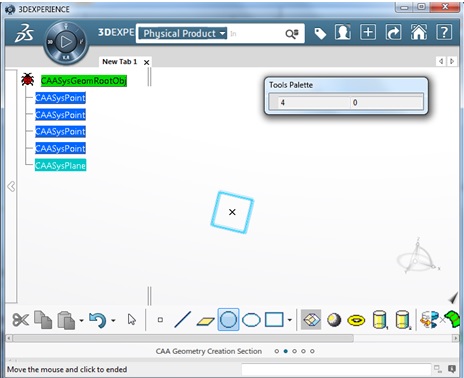 3DEXPERIENCE
3DEXPE
Physical Product
In
New Tab 1
CAASysGeomRootObj
CAASysPoint
CAASysPoint
CAASysPoint
CAASysPoint
CAASysPlane
Tools Palette
4 0
CAA Geometry Creation Section
Move the mouse and click to ended